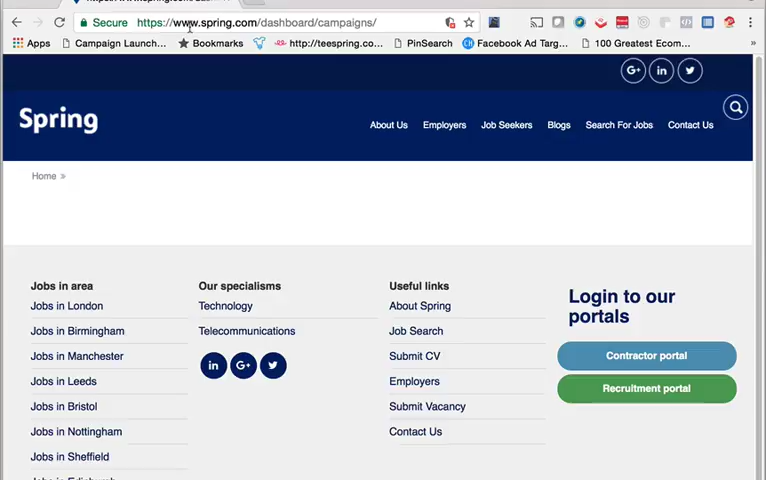 Secure https://www.spring.com/dashboard/campaigns/
Apps Campaign Launch... Bookmarks http://teespring.co... PinSearch Facebook Ad Targ... 100 Greatest Ecom... »
G+ in
Spring
About Us Employers Job Seekers Blogs Search For Jobs Contact Us
Home »
Jobs in area
Jobs in London
Jobs in Birmingham
Jobs in Manchester
Jobs in Leeds
Jobs in Bristol
Jobs in Nottingham
Jobs in Sheffield
Jobs in Edinburgh
Our specialisms
Technology
Telecommunications
in G+
Useful links
About Spring
Job Search
Submit CV
Employers
Submit Vacancy
Contact Us
Login to our
portals
Contractor portal
Recruitment portal